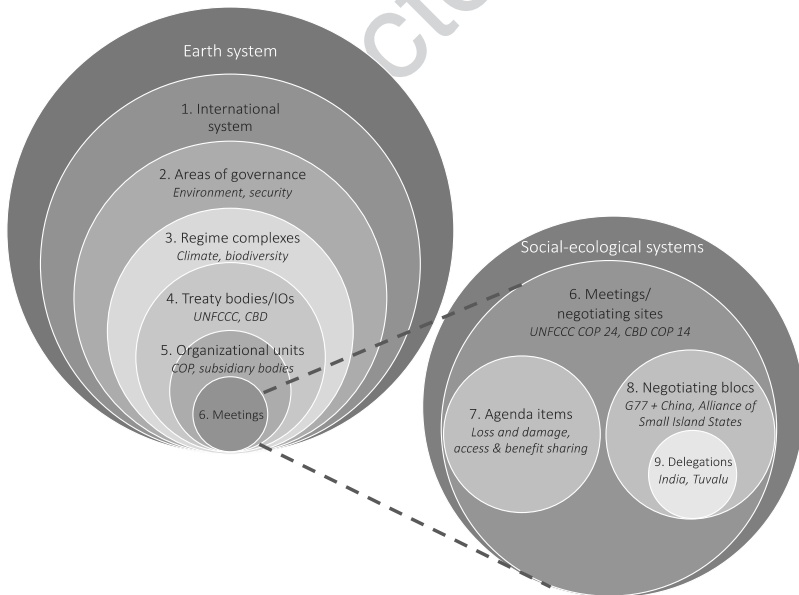 Earth system
1. International
system
2. Areas of governance
Environment, security
3. Regime complexes
Climate, biodiversity
4. Treaty bodies/IOs
UNFCCC, CBD
5. Organizational units
COP, subsidiary bodies
6. Meetings
Social-ecological systems
6. Meetings/
negotiating sites
UNFCCC COP 24, CBD COP 14
7. Agenda items
Loss and damage,
access & benefit sharing
8. Negotiating blocs
G77 + China, Alliance of
Small Island States
9. Delegations
India, Tuvalu